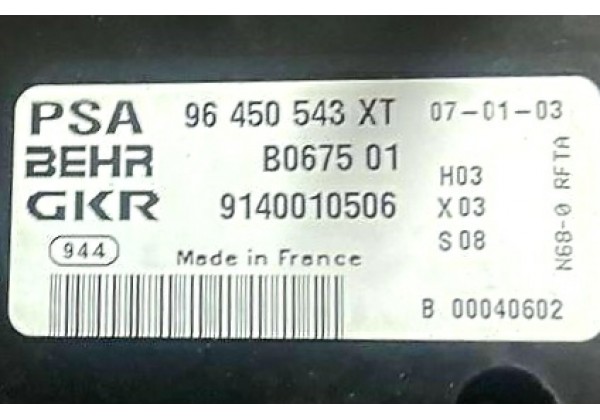 PSA 96 450 543 XT 07-01-03
BEHR B0675 01 H03
GKR 9140010506 X 03
944 Made in France S 08
B 00040602
N68-0 RFTA